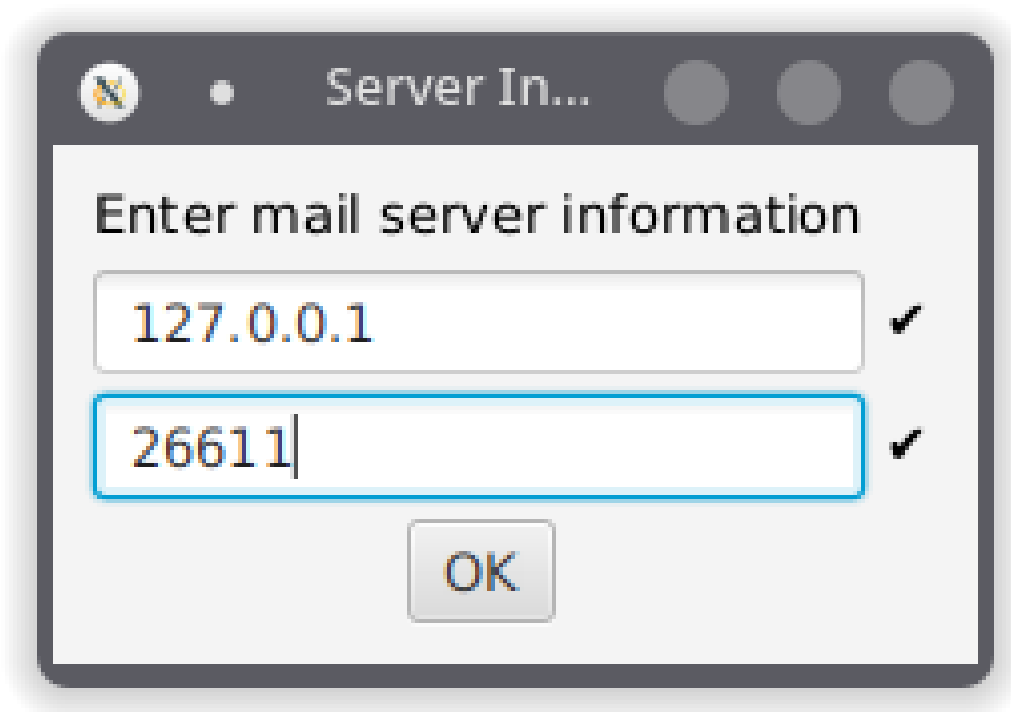 Server In...
Enter mail server information
127.0.0.1 ✔
26611 ✔
OK